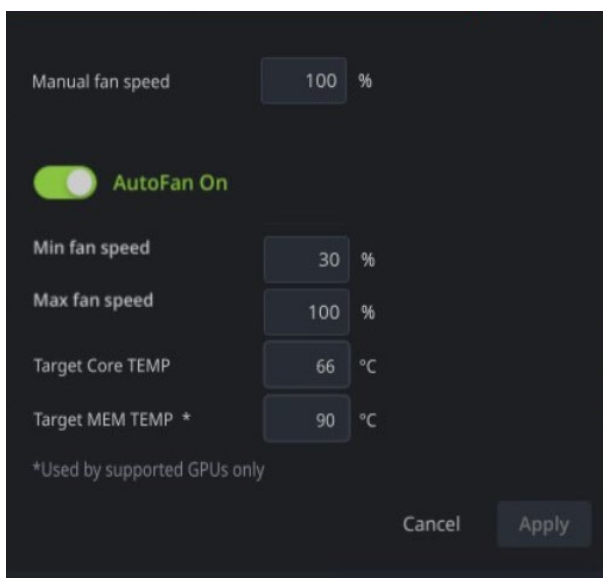 Manual fan speed 100 %
AutoFan On
Min fan speed 30 %
Max fan speed 100 %
Target Core TEMP 66 °C
Target MEM TEMP * 90 °C
*Used by supported GPUs only
Cancel Apply